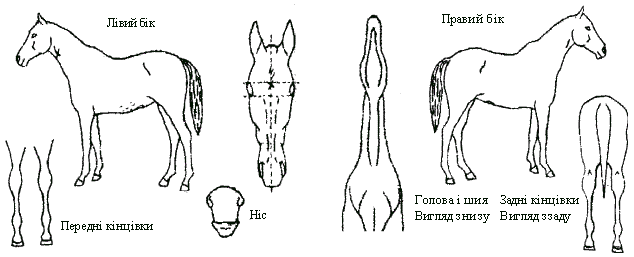 Лівий бік
Правий бік
Передні кінцівки
Ніс
Голова і шия
Вигляд знизу
Задні кінцівки
Вигляд ззаду